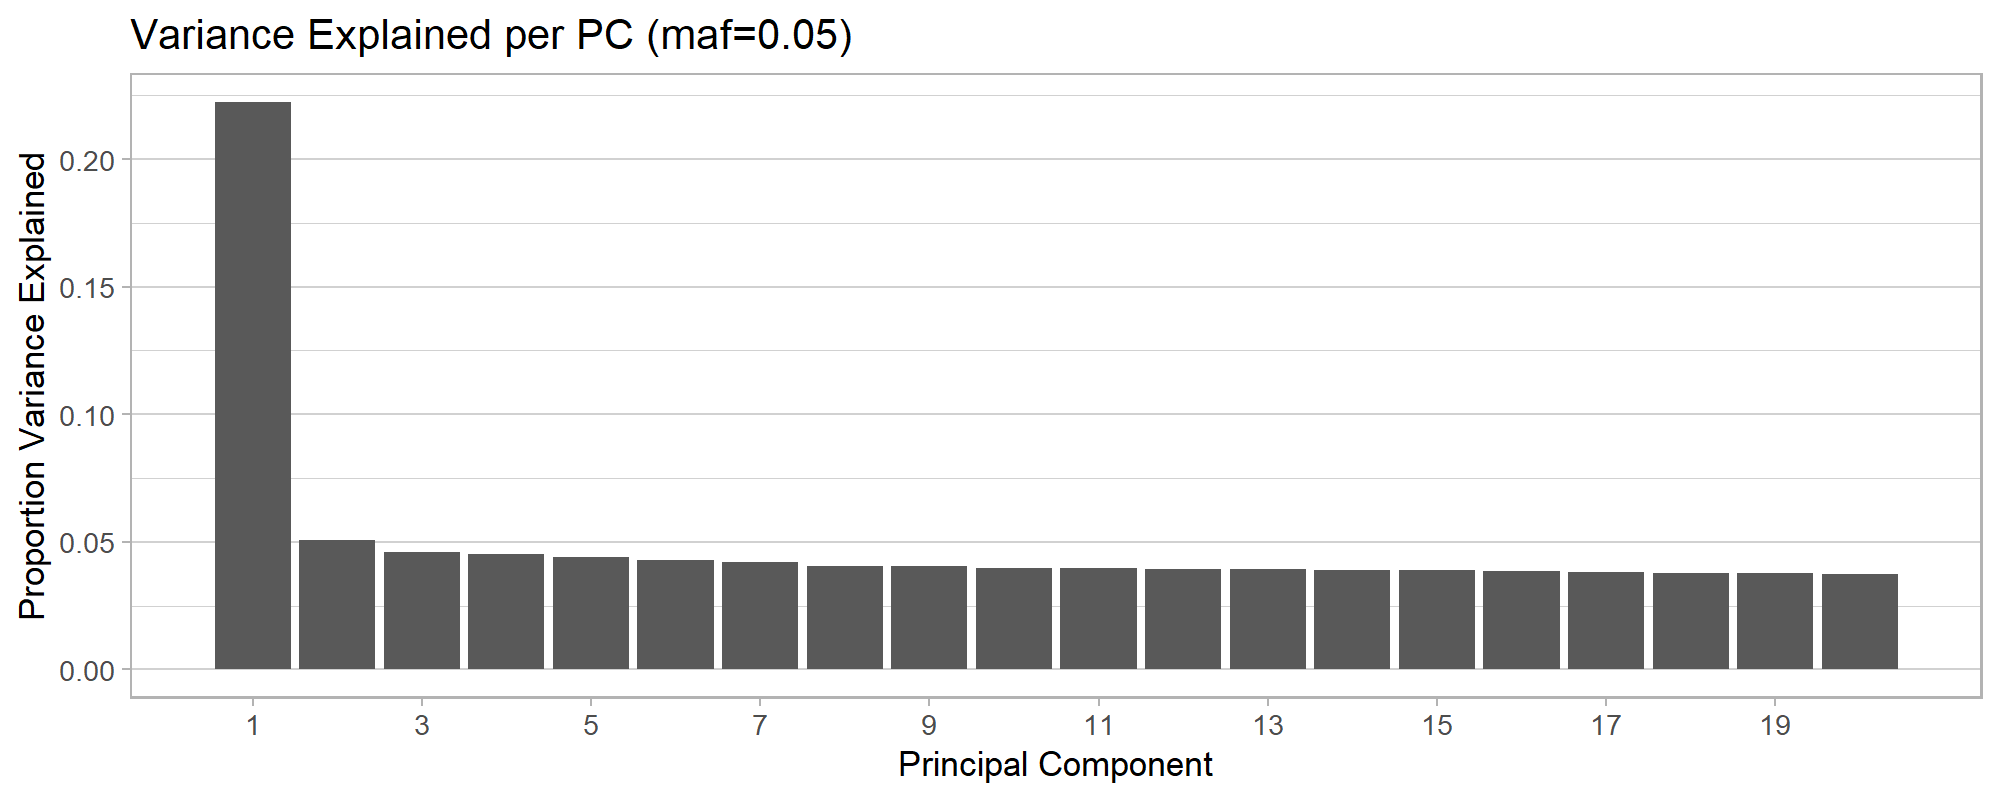 Variance Explained per PC (maf=0.05)
Proportion Variance Explained
0.20
0.15
0.10
0.05
0.00
1 3 5 7 9 11 13 15 17 19
Principal Component